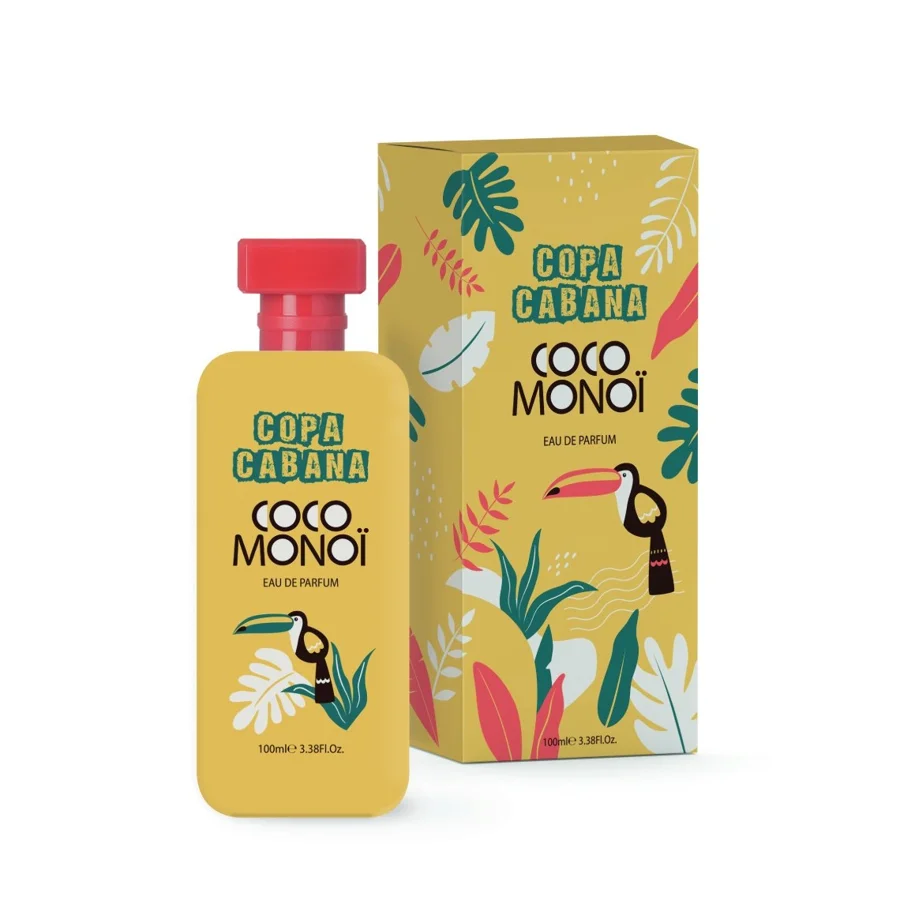 COPA
CABANA
COCO
MONOÏ
EAU DE PARFUM
100ml℮ 3.38Fl.Oz.
COPA
CABANA
COCO
MONOÏ
EAU DE PARFUM
100ml℮ 3.38Fl.Oz.